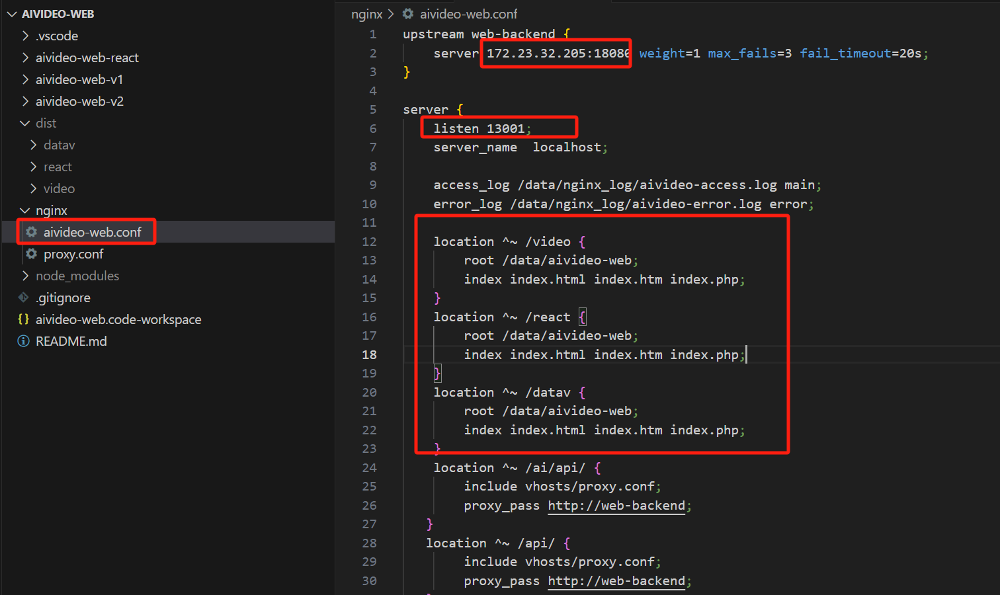 AIVIDEO-WEB
.vscode
aivideo-web-react
aivideo-web-v1
aivideo-web-v2
dist
datav
react
video
nginx
aivideo-web.conf
proxy.conf
node_modules
.gitignore
{} aivideo-web.code-workspace
README.md
nginx > aivideo-web.conf
1 upstream web-backend {
2 server 172.23.32.205:18080 weight=1 max_fails=3 fail_timeout=20s;
3 }
4
5 server {
6 listen 13001;
7 server_name localhost;
8
9 access_log /data/nginx_log/aivideo-access.log main;
10 error_log /data/nginx_log/aivideo-error.log error;
11
12 location ^~ /video {
13 root /data/aivideo-web;
14 index index.html index.htm index.php;
15 }
16 location ^~ /react {
17 root /data/aivideo-web;
18 index index.html index.htm index.php;
19 }
20 location ^~ /datav {
21 root /data/aivideo-web;
22 index index.html index.htm index.php;
23 }
24 location ^~ /ai/api/ {
25 include vhosts/proxy.conf;
26 proxy_pass http://web-backend;
27 }
28 location ^~ /api/ {
29 include vhosts/proxy.conf;
30 proxy_pass http://web-backend;